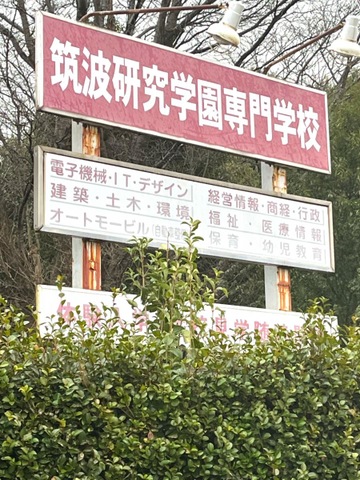 筑波研究学園専門学校
電子機械・IT・デザイン
建築・土木・環境
オートモービル
経営情報・商経・行政
福祉・医療情報
保育・幼児教育